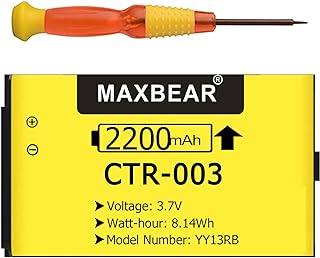 MAXBEAR®
2200mAh
CTR-003
➤Voltage: 3.7V
➤Watt-hour: 8.14Wh
➤Model Number: YY13RB